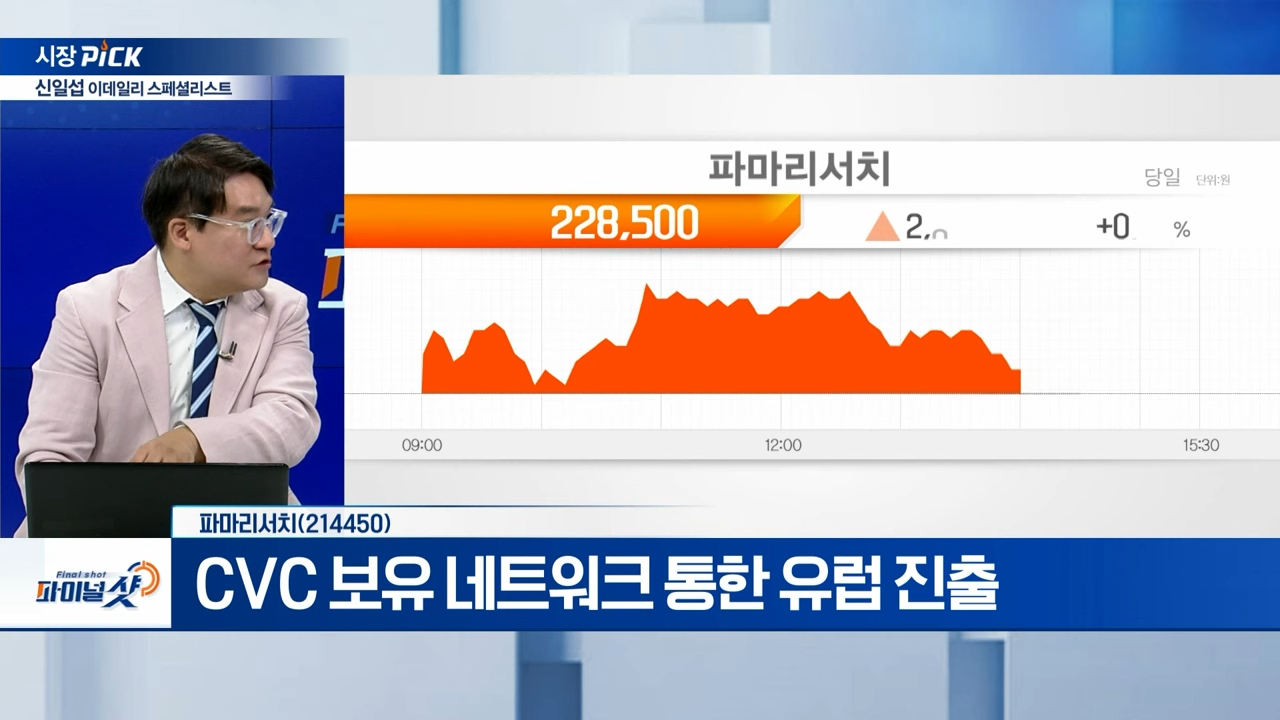 시장 PiCK
신일섭 이데일리 스페셜리스트
파마리서치
당일 단위:원
228,500
▲ 2,
+0 %
09:00
12:00
15:30
파마리서치(214450)
Final shot
파이널샷
CVC 보유 네트워크 통한 유럽 진출